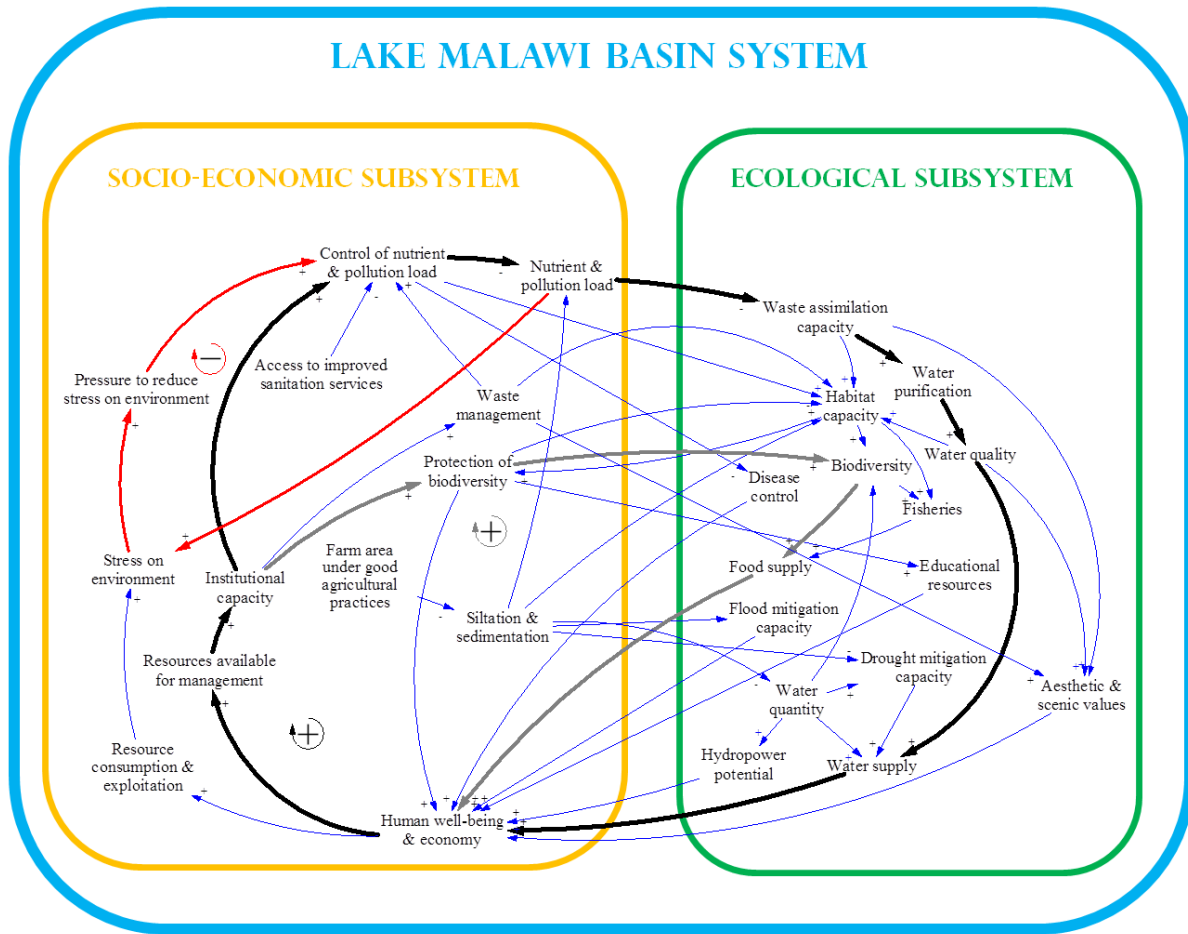 LAKE MALAWI BASIN SYSTEM
SOCIO-ECONOMIC SUBSYSTEM
ECOLOGICAL SUBSYSTEM
Control of nutrient
& pollution load
Nutrient &
pollution load
Waste assimilation
capacity
Access to improved
sanitation services
Pressure to reduce
stress on environment
Waste
management
Water
purification
Habitat
capacity
Water quality
Protection of
biodiversity
Biodiversity
Disease
control
Fisheries
Stress on
environment
Institutional
capacity
Farm area
under good
agricultural
practices
Food supply
Educational
resources
Siltation &
sedimentation
Flood mitigation
capacity
Resources available
for management
Drought mitigation
capacity
Water
quantity
Aesthetic &
scenic values
Resource
consumption &
exploitation
Hydropower
potential
Water supply
Human well-being
& economy